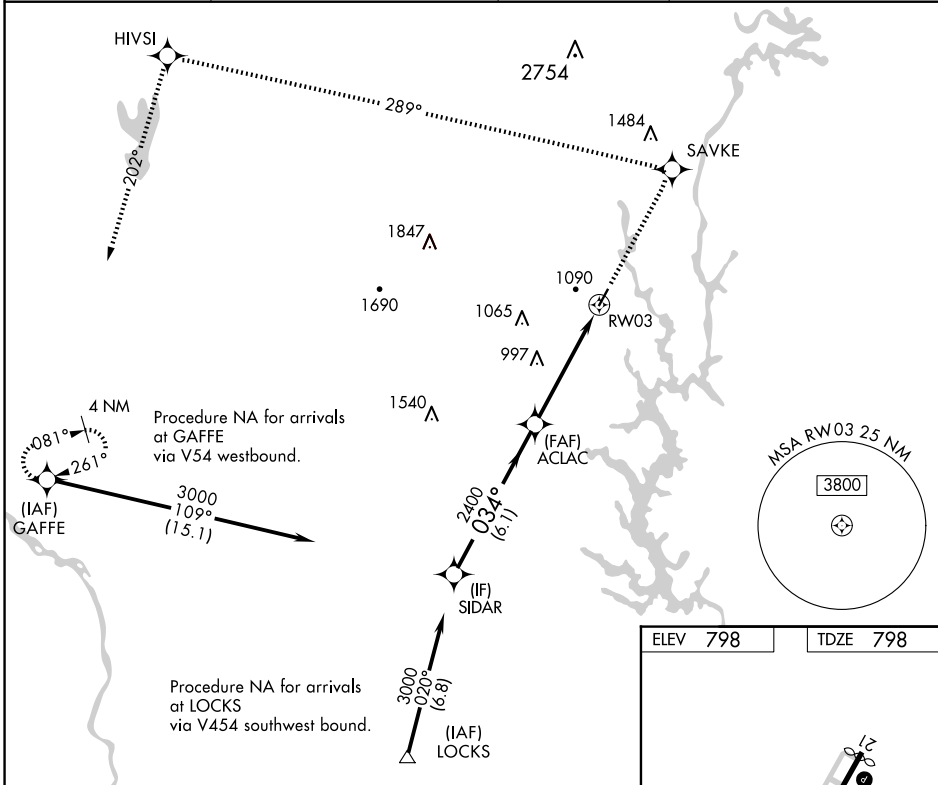 HIVSI
2754
289°
1484
SAVKE
202°
1847
1690
1090
1065
RW03
997
1540
4 NM
081°
261°
Procedure NA for arrivals
at GAFFE
via V54 westbound.
(IAF)
GAFFE
3000
109°
(15.1)
(FAF)
ACLAC
2400
034°
(6.1)
MSA RW03 25 NM
3800
(IF)
SIDAR
Procedure NA for arrivals
at LOCKS
via V454 southwest bound.
3000
020°
(6.8)
(IAF)
LOCKS
ELEV 798
TDZE 798
21
P